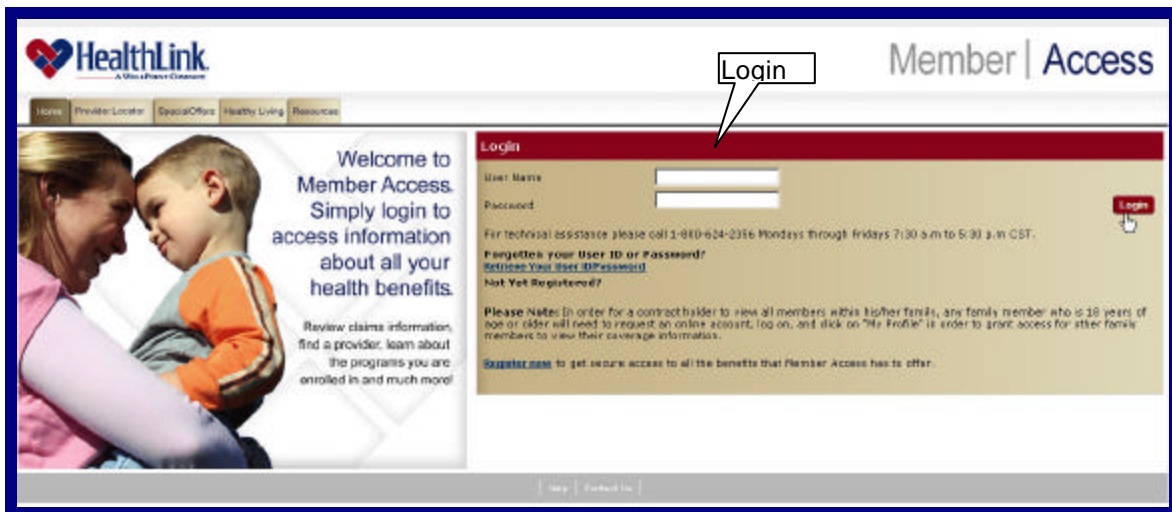 HealthLink
A WELLPOINT COMPANY
Login
Member | Access
Home Provider Locator Special Offers Healthy Living Resources
Welcome to
Member Access.
Simply login to
access information
about all your
health benefits.
Review claims information,
find a provider, learn about
the programs you are
enrolled in and much more!
Login
User Name
Password
Login
For technical assistance please call 1-800-624-2356 Mondays through Fridays 7:30 a.m to 5:30 p.m CST.
Forgotten your User ID or Password?
Retrieve Your User ID/Password
Not Yet Registered?
Please Note: In order for a contract holder to view all members within his/her family, any family member who is 18 years of
age or older will need to request an online account, log on, and click on "My Profile" in order to grant access for other family
members to view their coverage information.
Register now to get secure access to all the benefits that Member Access has to offer.
Help | Contact Us